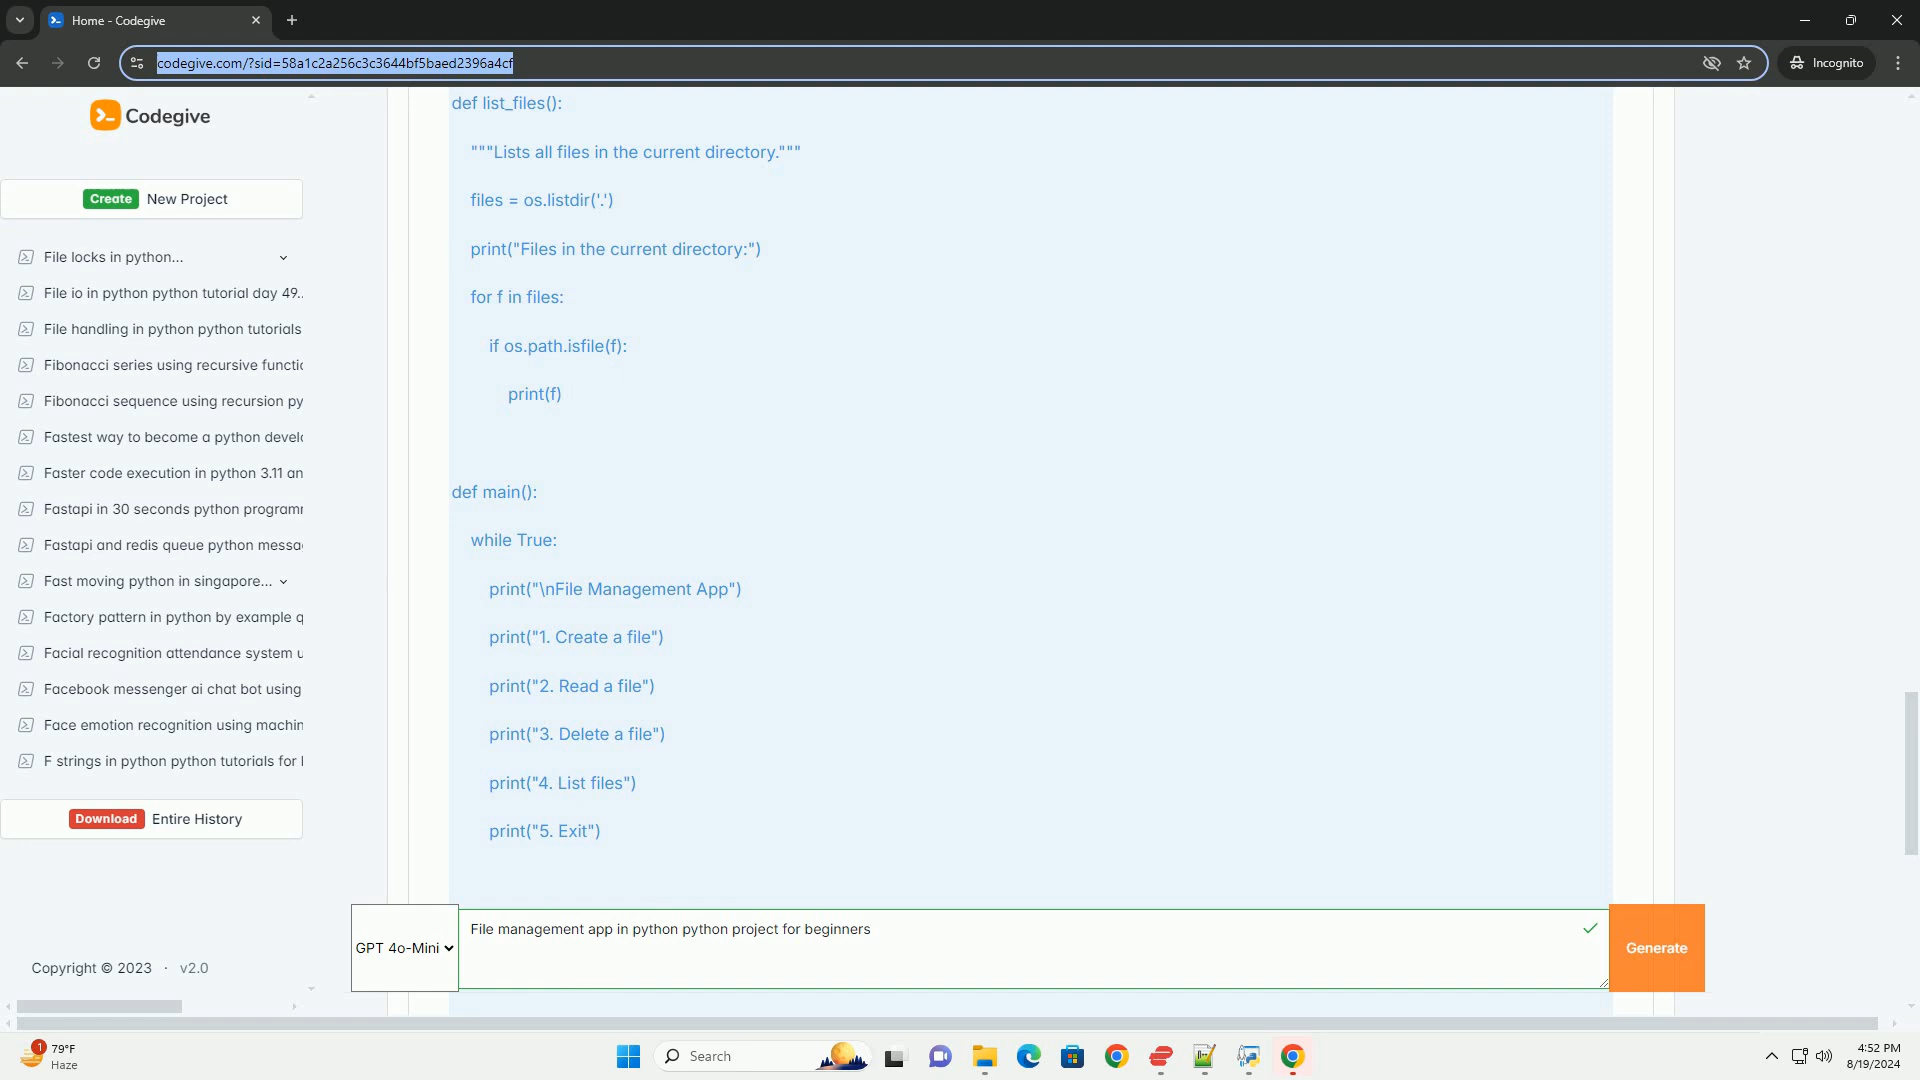 Home - Codegive
codegive.com/?sid=58a1c2a256c3c3644bf5baed2396a4cf
Incognito
Codegive
Create New Project
File locks in python...
File io in python python tutorial day 49..
File handling in python python tutorials
Fibonacci series using recursive functio
Fibonacci sequence using recursion py
Fastest way to become a python develo
Faster code execution in python 3.11 an
Fastapi in 30 seconds python programm
Fastapi and redis queue python messa
Fast moving python in singapore...
Factory pattern in python by example q
Facial recognition attendance system u
Facebook messenger ai chat bot using
Face emotion recognition using machin
F strings in python python tutorials for
Download Entire History
Copyright © 2023 · v2.0
def list_files():
"""Lists all files in the current directory."""
files = os.listdir('.')
print("Files in the current directory:")
for f in files:
if os.path.isfile(f):
print(f)
def main():
while True:
print("\nFile Management App")
print("1. Create a file")
print("2. Read a file")
print("3. Delete a file")
print("4. List files")
print("5. Exit")
GPT 4o-Mini
File management app in python python project for beginners
Generate
1
79°F
Haze
Search
4:52 PM
8/19/2024